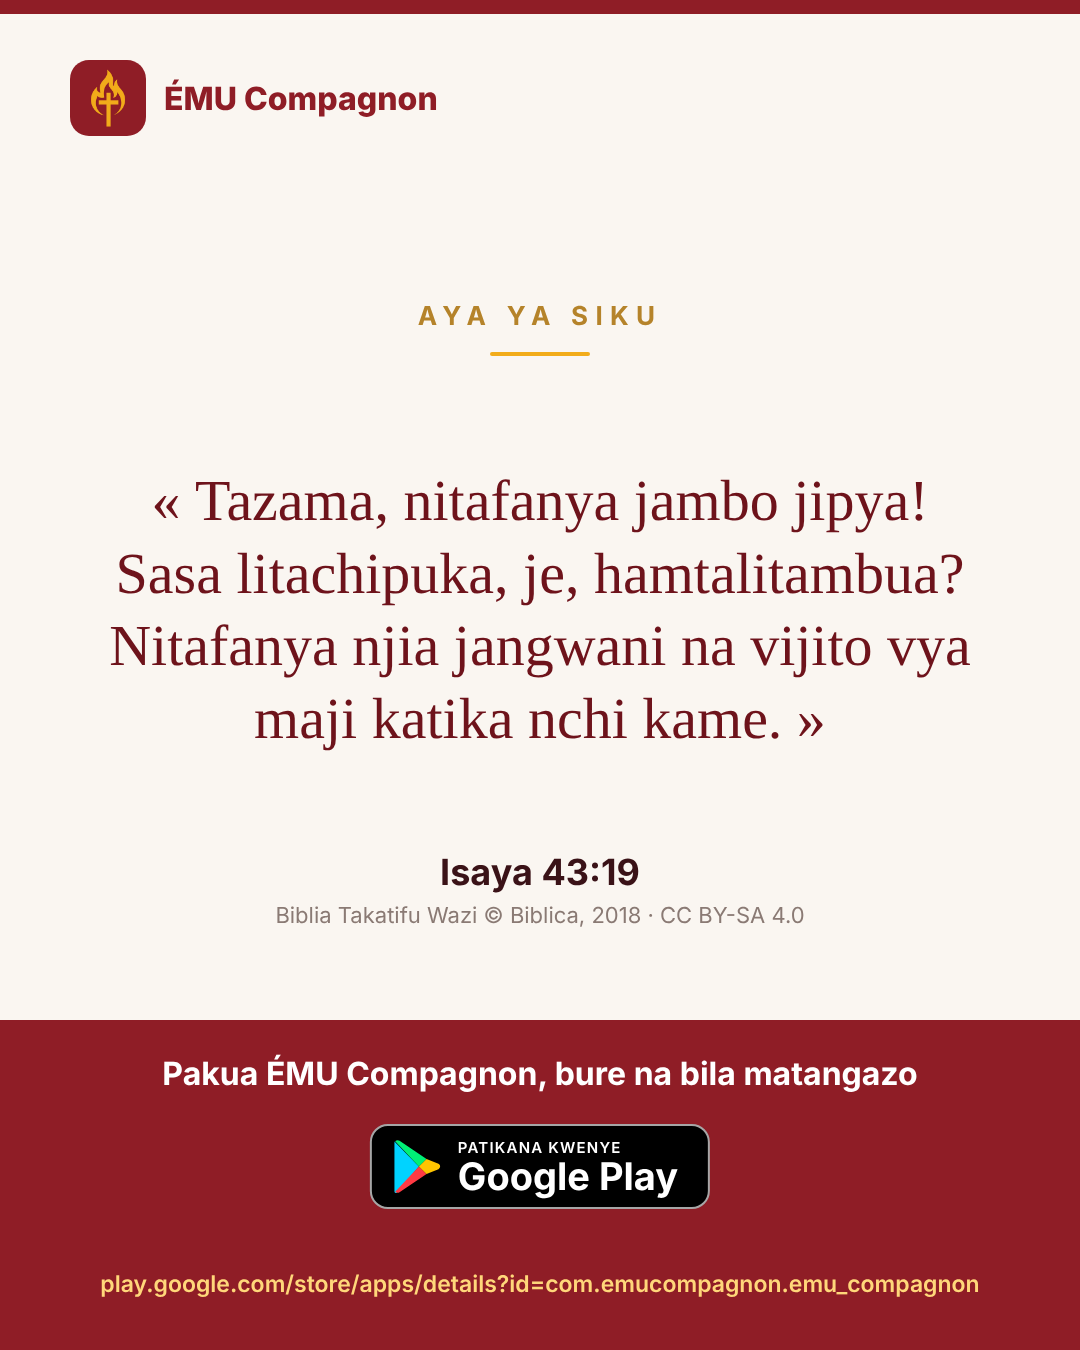 ÉMU Compagnon
AYA YA SIKU
« Tazama, nitafanya jambo jipya!
Sasa litachipuka, je, hamtalitambua?
Nitafanya njia jangwani na vijito vya
maji katika nchi kame. »
Isaya 43:19
Biblia Takatifu Wazi © Biblica, 2018 · CC BY-SA 4.0
Pakua ÉMU Compagnon, bure na bila matangazo
PATIKANA KWENYE
Google Play
play.google.com/store/apps/details?id=com.emucompagnon.emu_compagnon